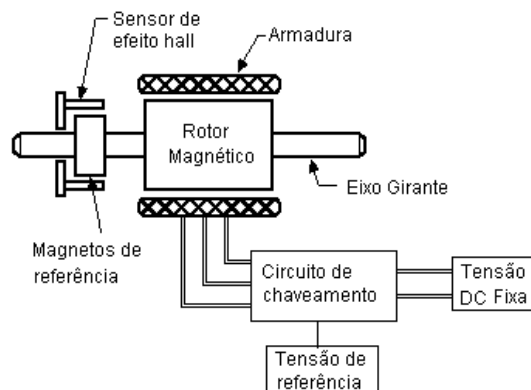 Sensor de
efeito hall
Armadura
Rotor
Magnético
Eixo Girante
Magnetos de
referência
Circuito de
chaveamento
Tensão
DC Fixa
Tensão de
referência